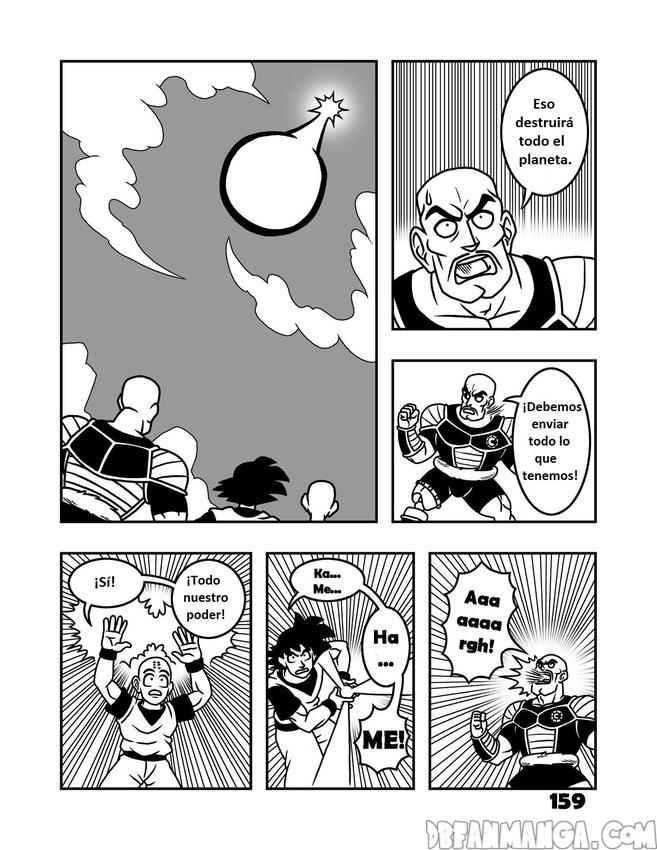 Eso
destruirá
todo el
planeta.
¡Debemos
enviar
todo lo
que
tenemos!
¡Sí!
¡Todo
nuestro
poder!
Ka...
Me...
Ha
...
ME!
Aaa
aaaa
rgh!
159
DBFANMANGA.COM